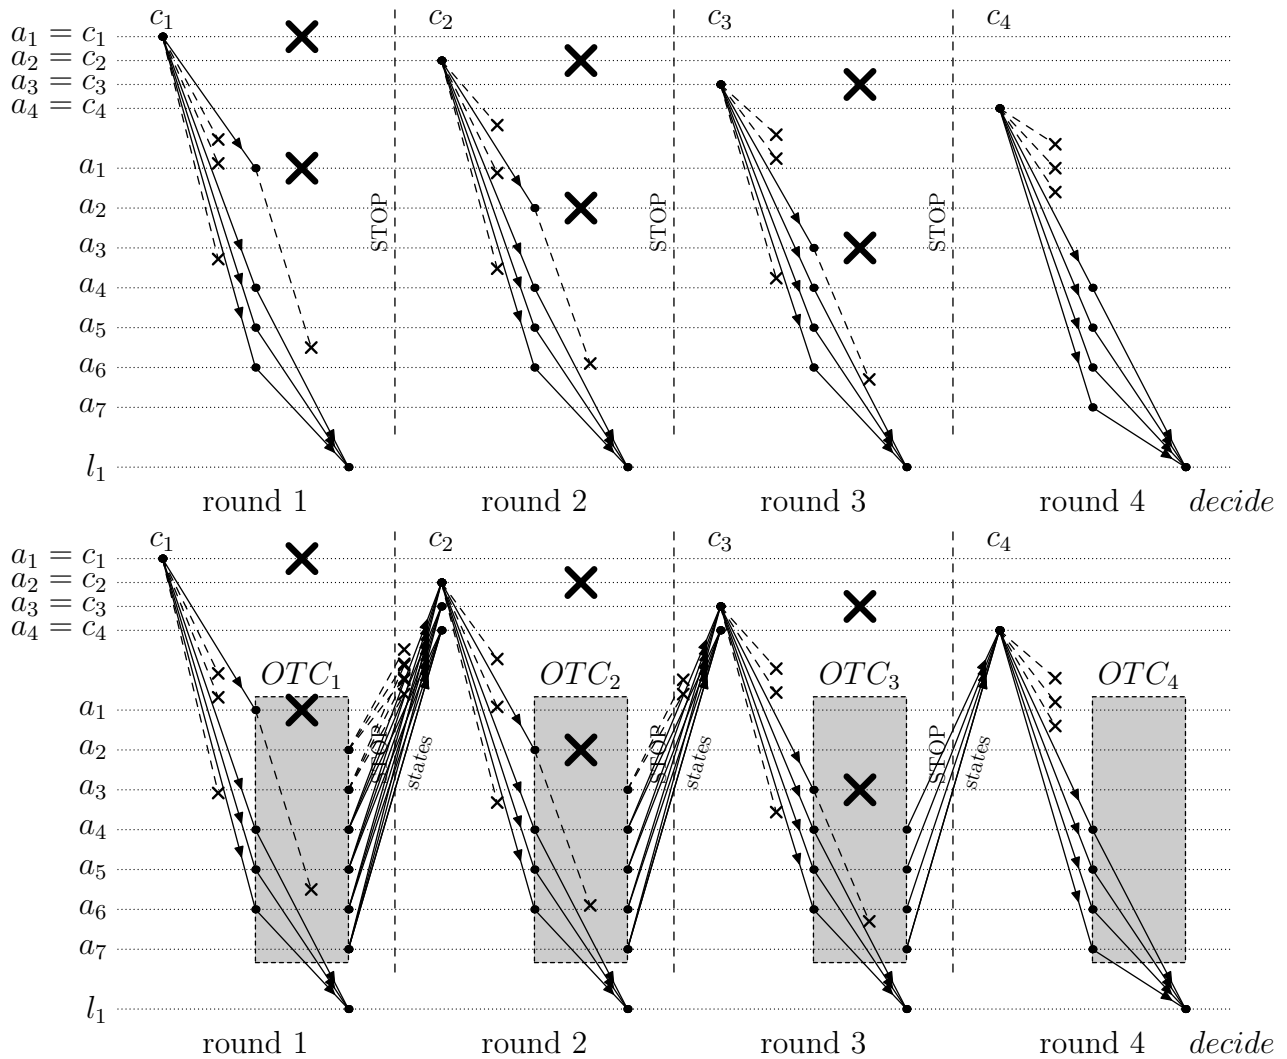 c₁ c₂ c₃ c₄
a₁ = c₁
a₂ = c₂
a₃ = c₃
a₄ = c₄
a₁
a₂
STOP STOP STOP
a₃
a₄
a₅
a₆
a₇
l₁
round 1 round 2 round 3 round 4 decide
c₁ c₂ c₃ c₄
a₁ = c₁
a₂ = c₂
a₃ = c₃
a₄ = c₄
OTC₁ OTC₂ OTC₃ OTC₄
a₁
a₂
STOP states STOP states STOP states
a₃
a₄
a₅
a₆
a₇
l₁
round 1 round 2 round 3 round 4 decide